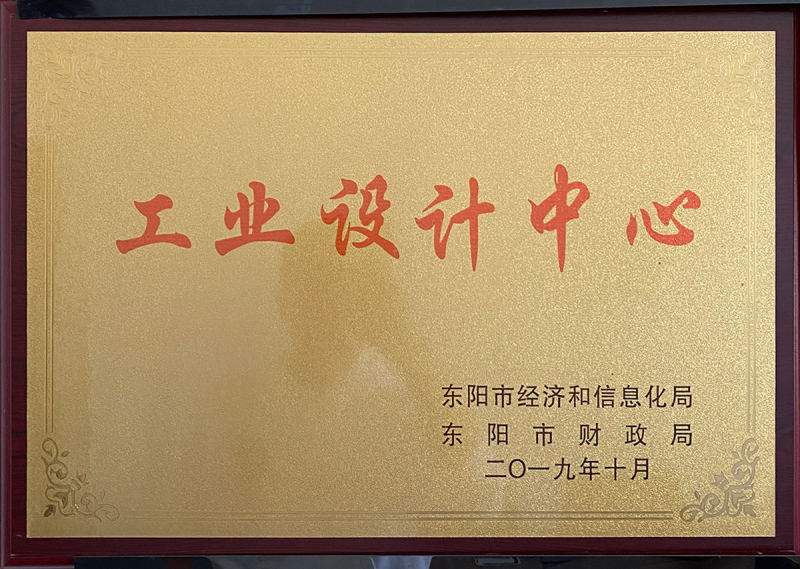 工业设计中心
东阳市经济和信息化局
东阳市财政局
二〇一九年十月